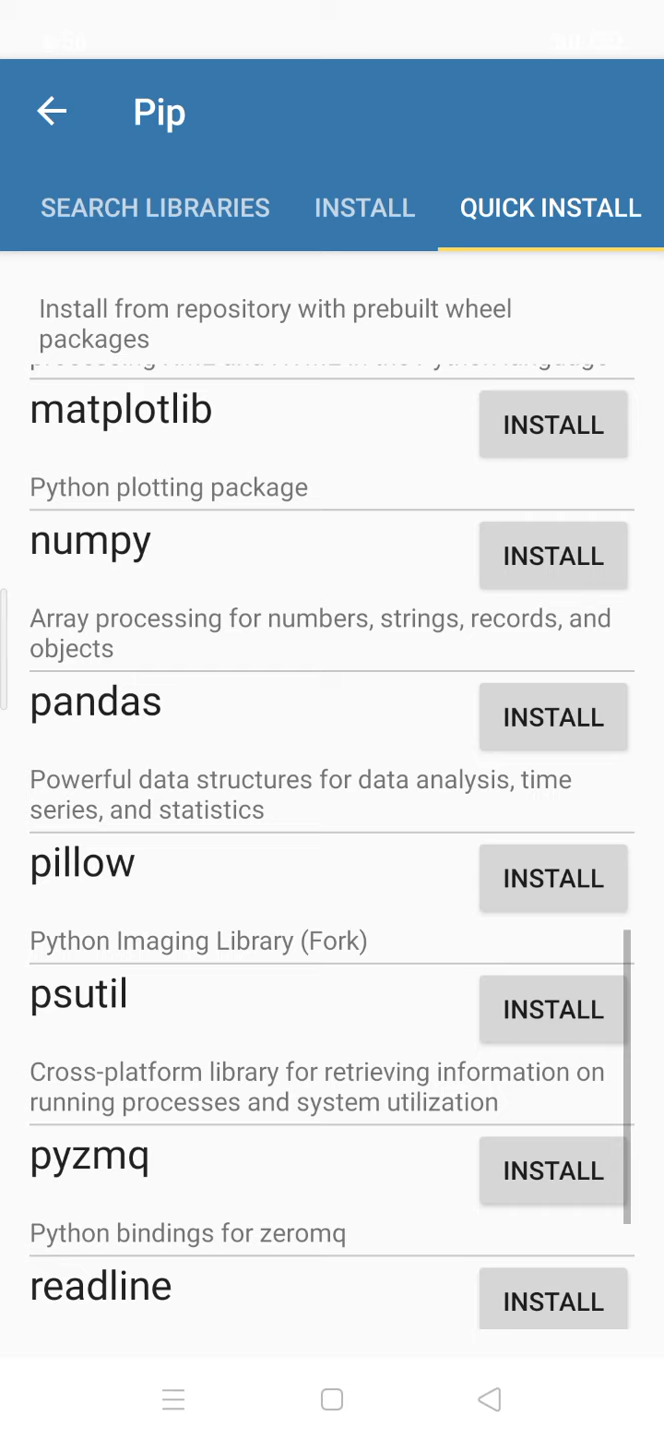 Pip
SEARCH LIBRARIES INSTALL QUICK INSTALL
Install from repository with prebuilt wheel
packages
matplotlib INSTALL
Python plotting package
numpy INSTALL
Array processing for numbers, strings, records, and
objects
pandas INSTALL
Powerful data structures for data analysis, time
series, and statistics
pillow INSTALL
Python Imaging Library (Fork)
psutil INSTALL
Cross-platform library for retrieving information on
running processes and system utilization
pyzmq INSTALL
Python bindings for zeromq
readline INSTALL